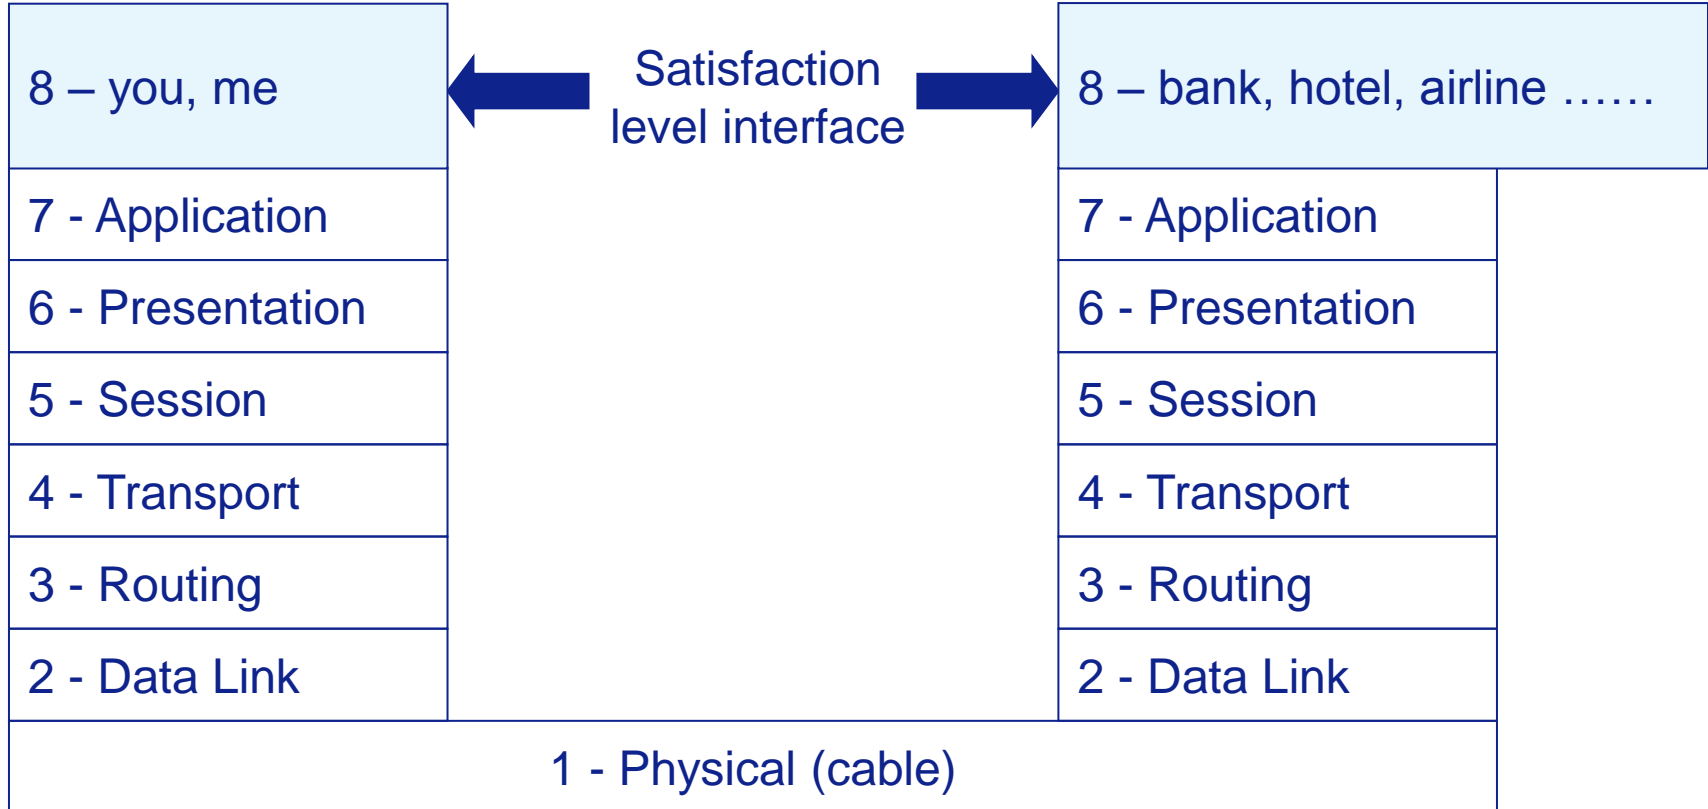 8 – you, me
Satisfaction
level interface
8 – bank, hotel, airline ……
7 - Application
7 - Application
6 - Presentation
6 - Presentation
5 - Session
5 - Session
4 - Transport
4 - Transport
3 - Routing
3 - Routing
2 - Data Link
2 - Data Link
1 - Physical (cable)